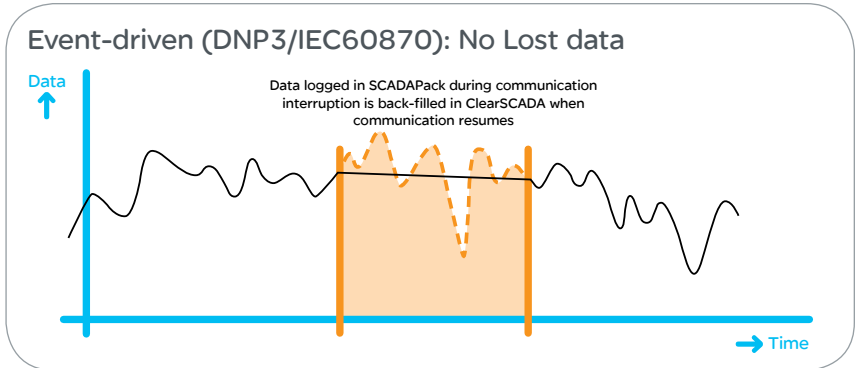 Event-driven (DNP3/IEC60870): No Lost data
Data
Data logged in SCADAPack during communication
interruption is back-filled in ClearSCADA when
communication resumes
Time